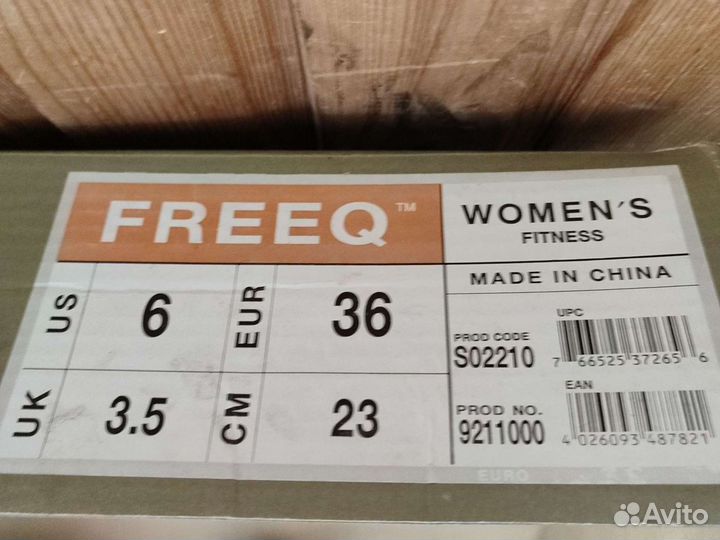 FREEQ™
WOMEN´S
FITNESS
MADE IN CHINA
US 6 EUR 36
UK 3.5 CM 23
PROD CODE
S02210
UPC
7 66525 37265 6
PROD NO.
9211000
EAN
4 026093 487821
EURO
Avito